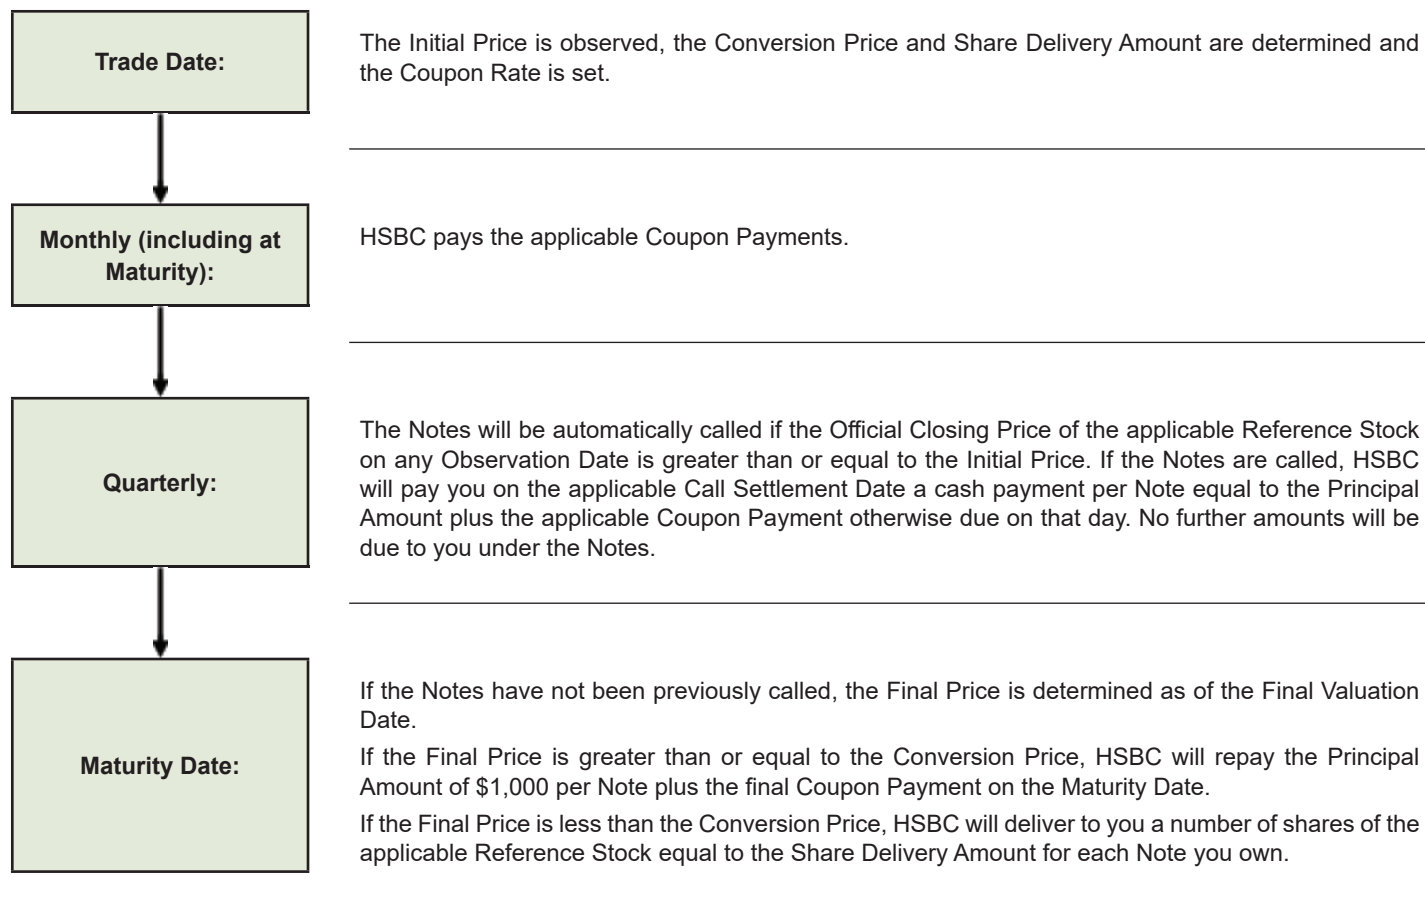 Trade Date:
The Initial Price is observed, the Conversion Price and Share Delivery Amount are determined and
the Coupon Rate is set.
Monthly (including at
Maturity):
HSBC pays the applicable Coupon Payments.
Quarterly:
The Notes will be automatically called if the Official Closing Price of the applicable Reference Stock
on any Observation Date is greater than or equal to the Initial Price. If the Notes are called, HSBC
will pay you on the applicable Call Settlement Date a cash payment per Note equal to the Principal
Amount plus the applicable Coupon Payment otherwise due on that day. No further amounts will be
due to you under the Notes.
Maturity Date:
If the Notes have not been previously called, the Final Price is determined as of the Final Valuation
Date.
If the Final Price is greater than or equal to the Conversion Price, HSBC will repay the Principal
Amount of $1,000 per Note plus the final Coupon Payment on the Maturity Date.
If the Final Price is less than the Conversion Price, HSBC will deliver to you a number of shares of the
applicable Reference Stock equal to the Share Delivery Amount for each Note you own.